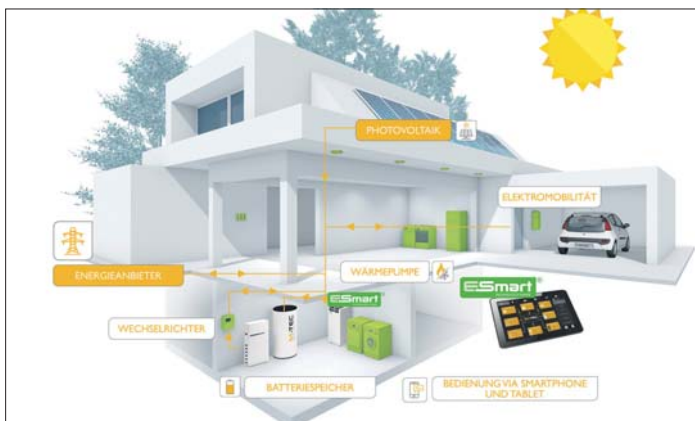 PHOTOVOLTAIK
ELEKTROMOBILITÄT
ENERGIEANBIETER
WÄRMEPUMPE
ESmart®
ESmart®
WECHSELRICHTER
BATTERIESPEICHER
BEDIENUNG VIA SMARTPHONE
UND TABLET